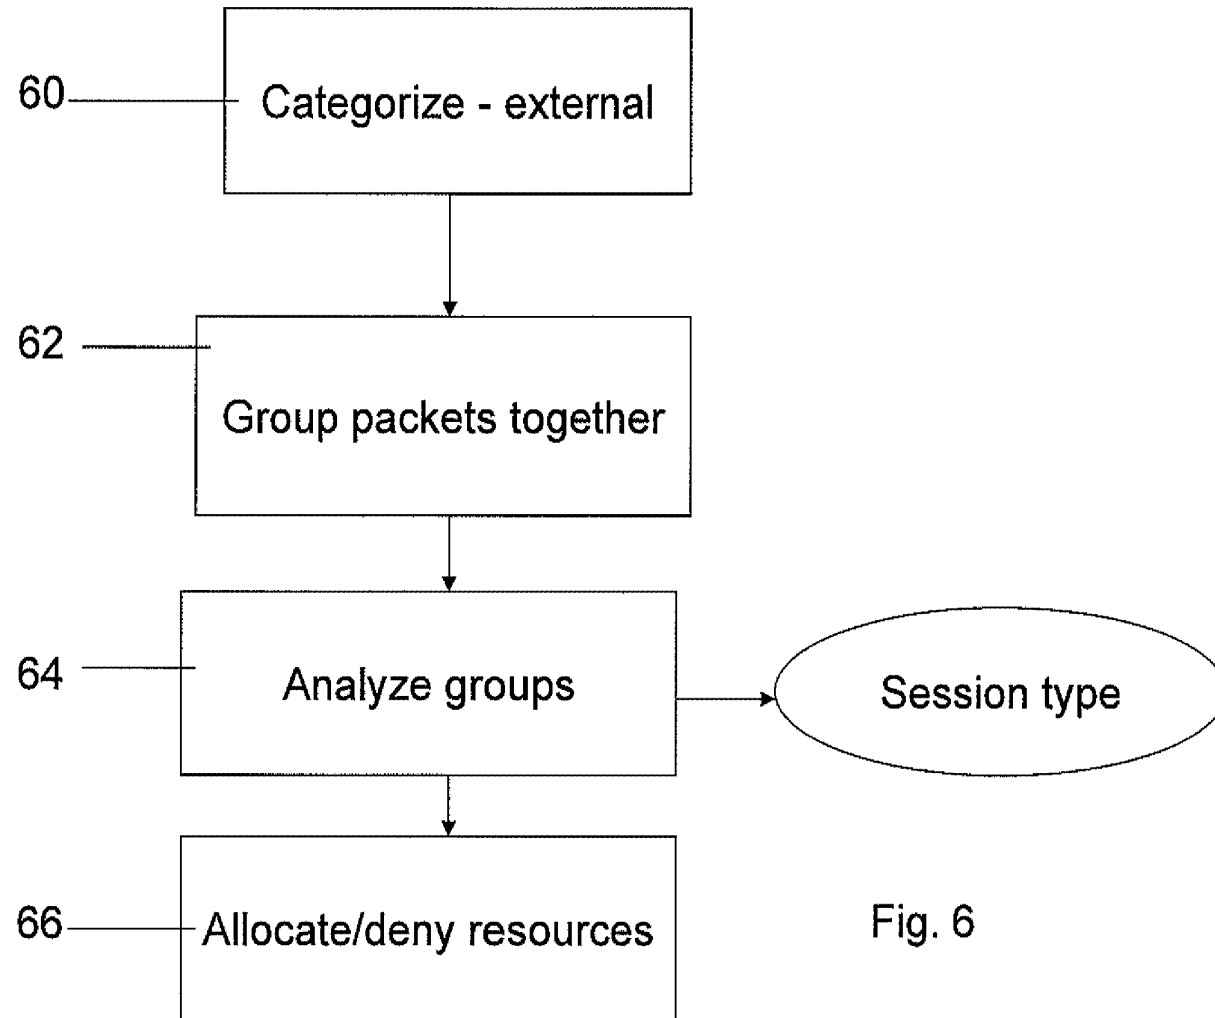 60
Categorize - external
62
Group packets together
64
Analyze groups
Session type
66
Allocate/deny resources
Fig. 6